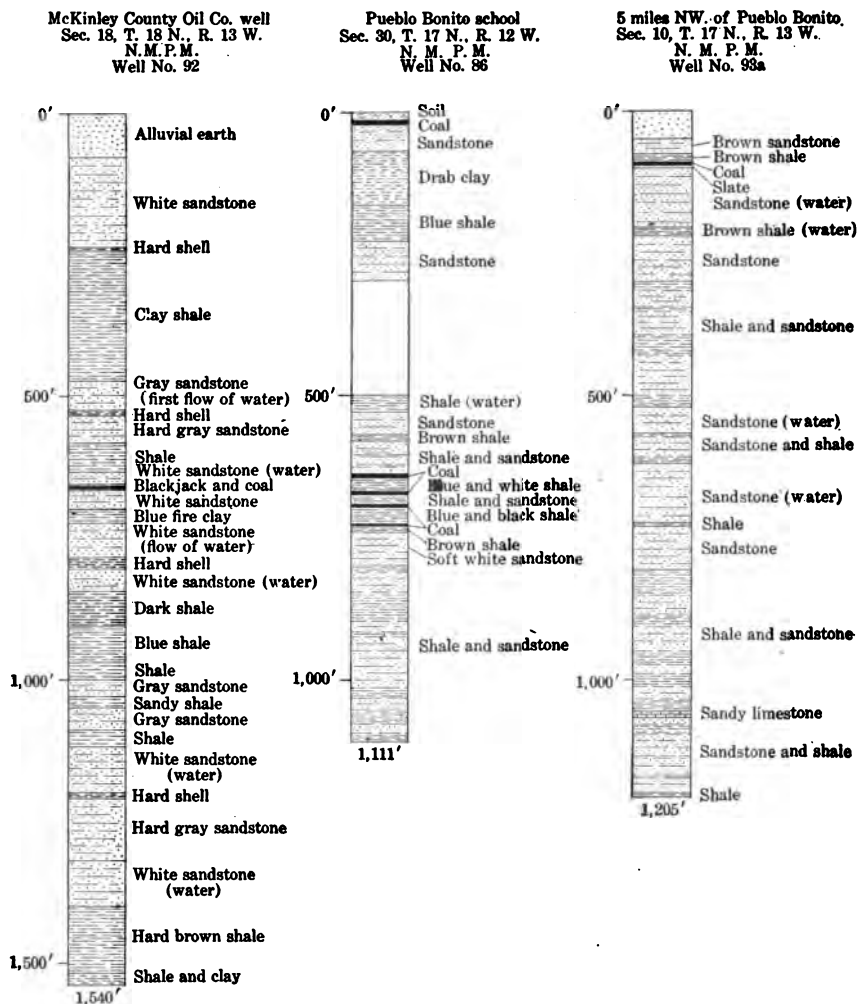 McKinley County Oil Co. well
Sec. 18, T. 18 N., R. 13 W.
N.M.P.M.
Well No. 92
0'
Alluvial earth
White sandstone
Hard shell
Clay shale
500'
Gray sandstone
(first flow of water)
Hard shell
Hard gray sandstone
Shale
White sandstone (water)
Blackjack and coal
White sandstone
Blue fire clay
White sandstone
(flow of water)
Hard shell
White sandstone (water)
Dark shale
Blue shale
1,000'
Shale
Gray sandstone
Sandy shale
Gray sandstone
Shale
White sandstone
(water)
Hard shell
Hard gray sandstone
White sandstone
(water)
Hard brown shale
1,500'
Shale and clay
1,540'
Pueblo Bonito school
Sec. 30, T. 17 N., R. 12 W.
N. M. P. M.
Well No. 86
0'
Soil
Coal
Sandstone
Drab clay
Blue shale
Sandstone
500'
Shale (water)
Sandstone
Brown shale
Shale and sandstone
Coal
Blue and white shale
Shale and sandstone
Blue and black shale
Coal
Brown shale
Soft white sandstone
Shale and sandstone
1,000'
1,111'
5 miles NW. of Pueblo Bonito
Sec. 10, T. 17 N., R. 13 W.
N. M. P. M.
Well No. 93a
0'
Brown sandstone
Brown shale
Coal
Slate
Sandstone (water)
Brown shale (water)
Sandstone
Shale and sandstone
500'
Sandstone (water)
Sandstone and shale
Sandstone (water)
Shale
Sandstone
Shale and sandstone
1,000'
Sandy limestone
Sandstone and shale
Shale
1,205'